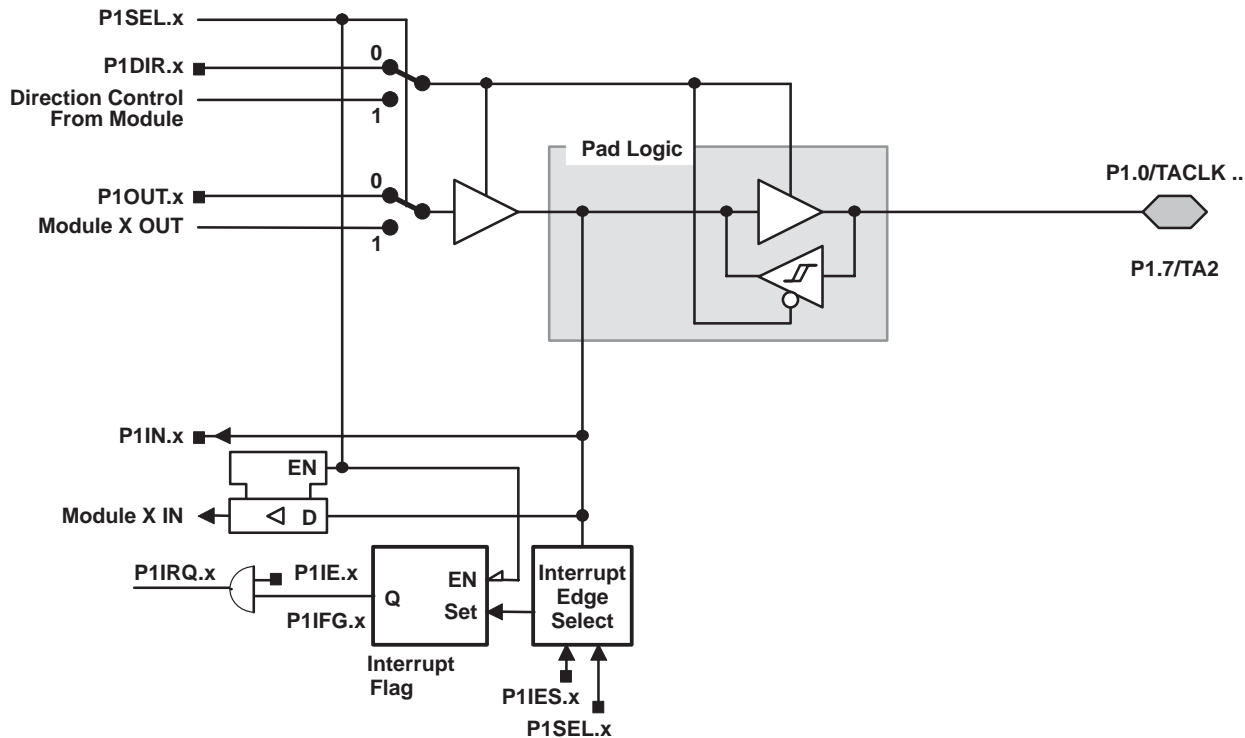 P1SEL.x
0
P1DIR.x
Direction Control
From Module
1
Pad Logic
P1.0/TACLK ..
0
P1OUT.x
Module X OUT
1
P1.7/TA2
P1IN.x
EN
Module X IN
D
P1IRQ.x
P1IE.x
EN
Interrupt
Edge
Select
Q
Set
P1IFG.x
Interrupt
Flag
P1IES.x
P1SEL.x